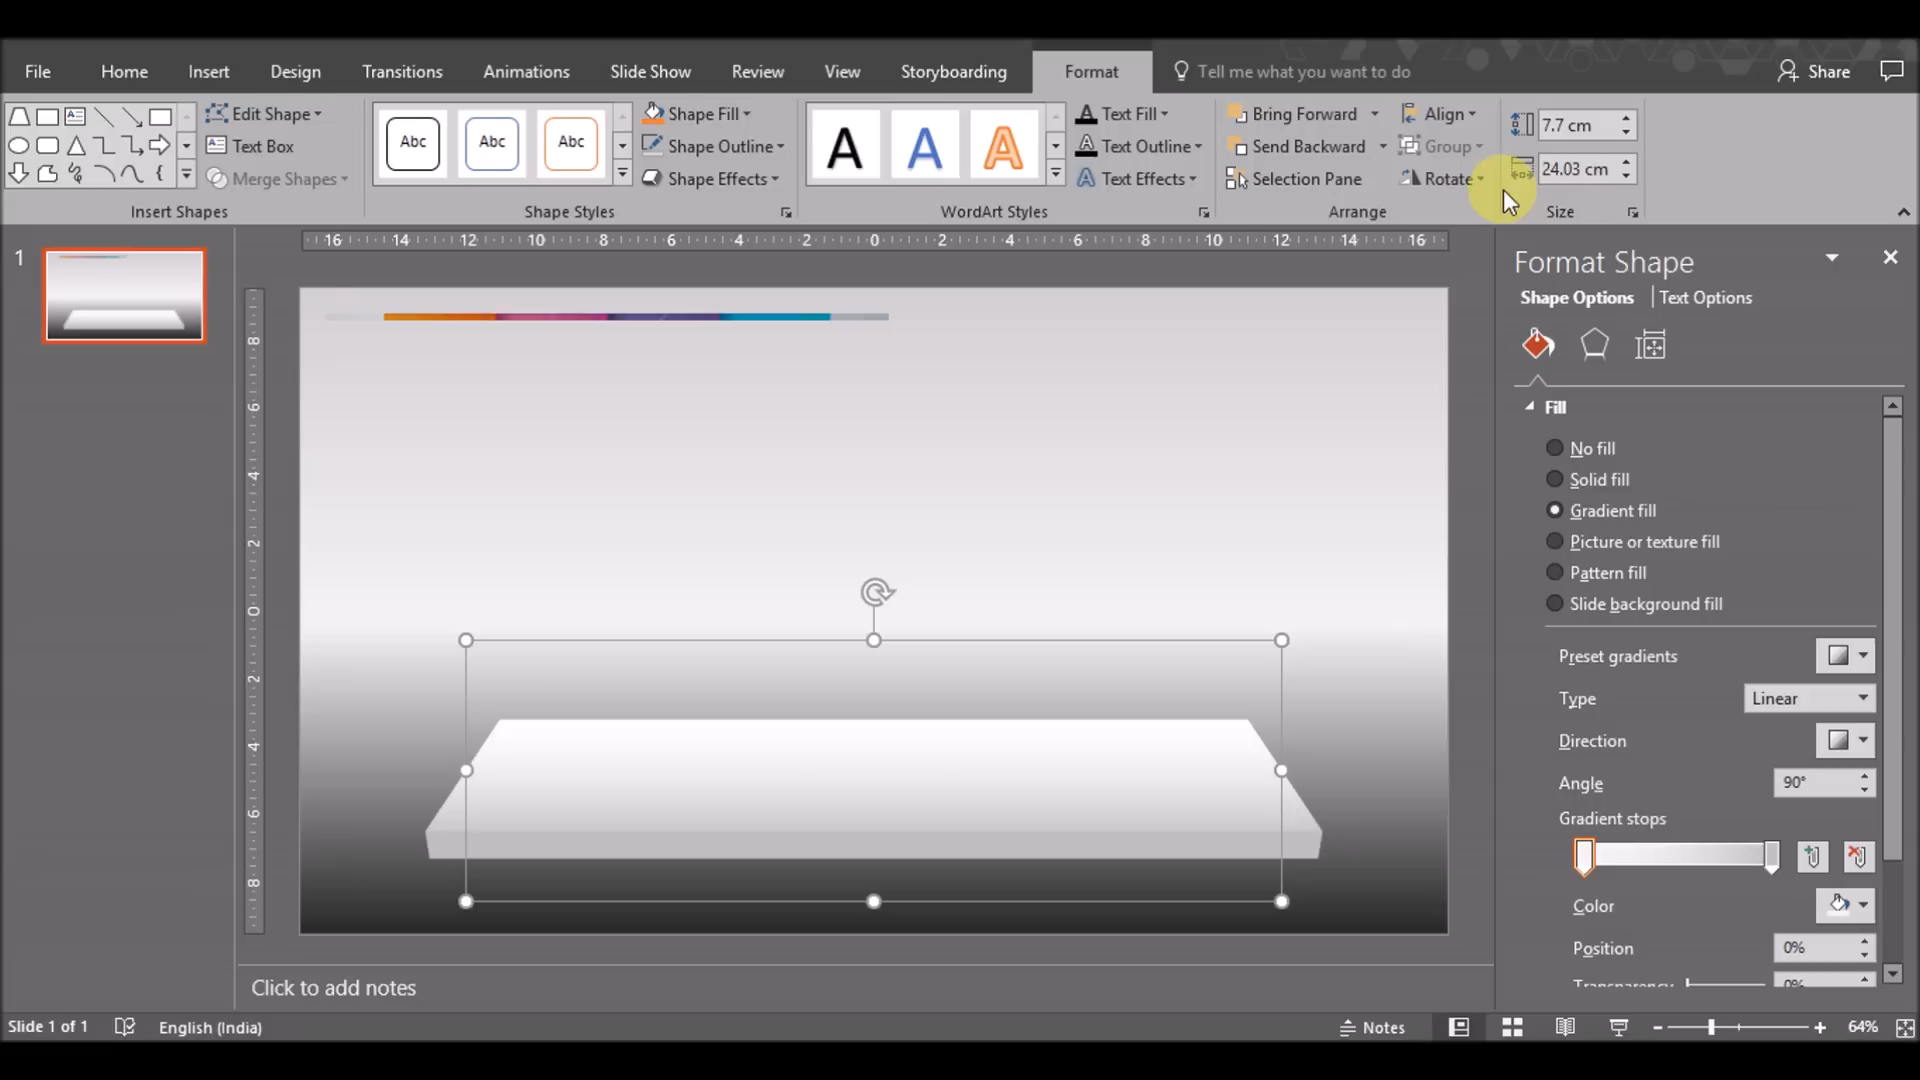 File Home Insert Design Transitions Animations Slide Show Review View Storyboarding Format Tell me what you want to do Share
Edit Shape
Text Box
Merge Shapes
Insert Shapes
Abc Abc Abc
Shape Fill
Shape Outline
Shape Effects
Shape Styles
A A A
Text Fill
Text Outline
Text Effects
WordArt Styles
Bring Forward
Send Backward
Selection Pane
Align
Group
Rotate
Arrange
7.7 cm
24.03 cm
Size
1
16 14 12 10 8 6 4 2 0 2 4 6 8 10 12 14 16
8
6
4
2
0
2
4
6
8
Format Shape
Shape Options Text Options
Fill
No fill
Solid fill
Gradient fill
Picture or texture fill
Pattern fill
Slide background fill
Preset gradients
Type Linear
Direction
Angle 90°
Gradient stops
Color
Position 0%
Transparency 0%
Click to add notes
Slide 1 of 1 English (India) Notes 64%